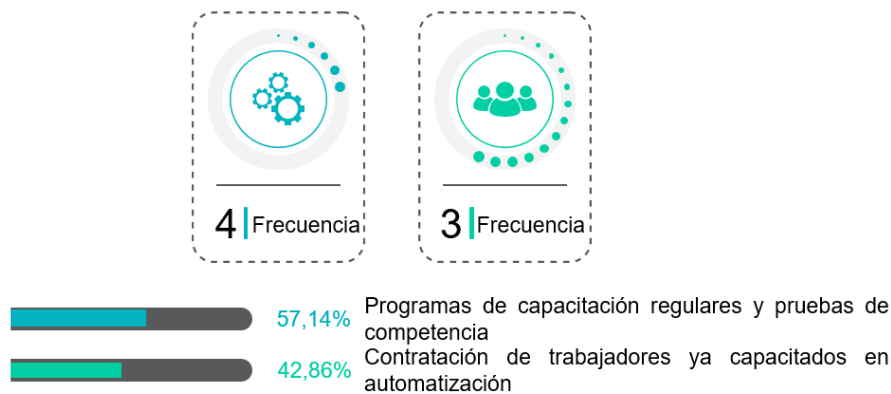 4 Frecuencia
3 Frecuencia
57,14% Programas de capacitación regulares y pruebas de
competencia
42,86% Contratación de trabajadores ya capacitados en
automatización